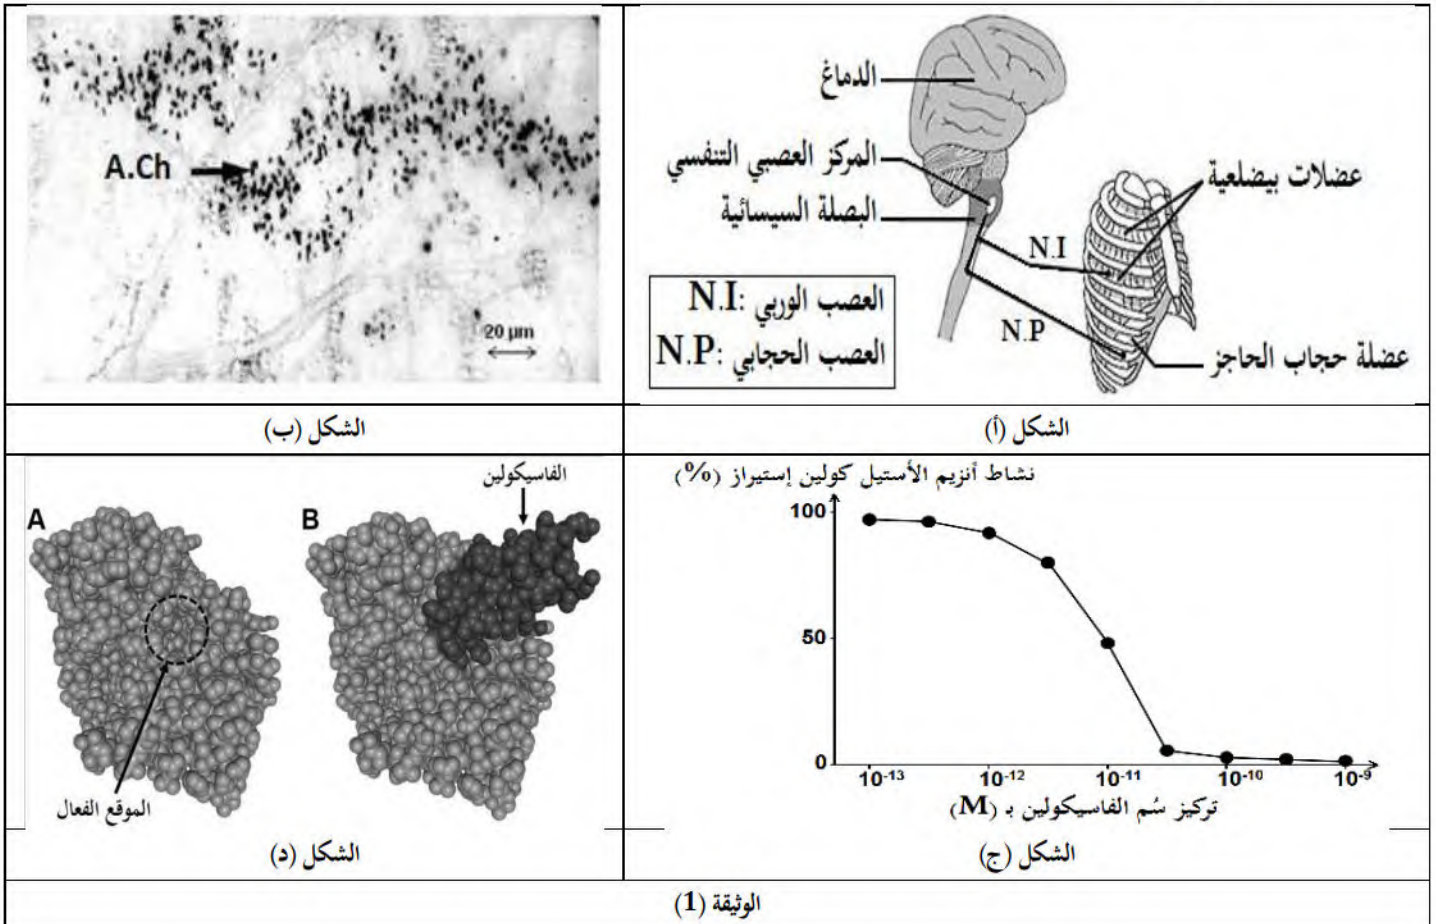 الدماغ
المركز العصبي التنفسي
البصلة السيسائية
عضلات بيضلعية
N.I
N.P
N.I: العصب الوربي
N.P: العصب الحجابي
عضلة حجاب الحاجز
الشكل (أ)
A.Ch
20 µm
الشكل (ب)
نشاط أنزيم الأستيل كولين إستيراز (%)
100
50
0
10-13
10-12
10-11
10-10
10-9
تركيز سُم الفاسيكولين بـ (M)
الشكل (ج)
A
B
الفاسيكولين
الموقع الفعال
الشكل (د)
الوثيقة (1)